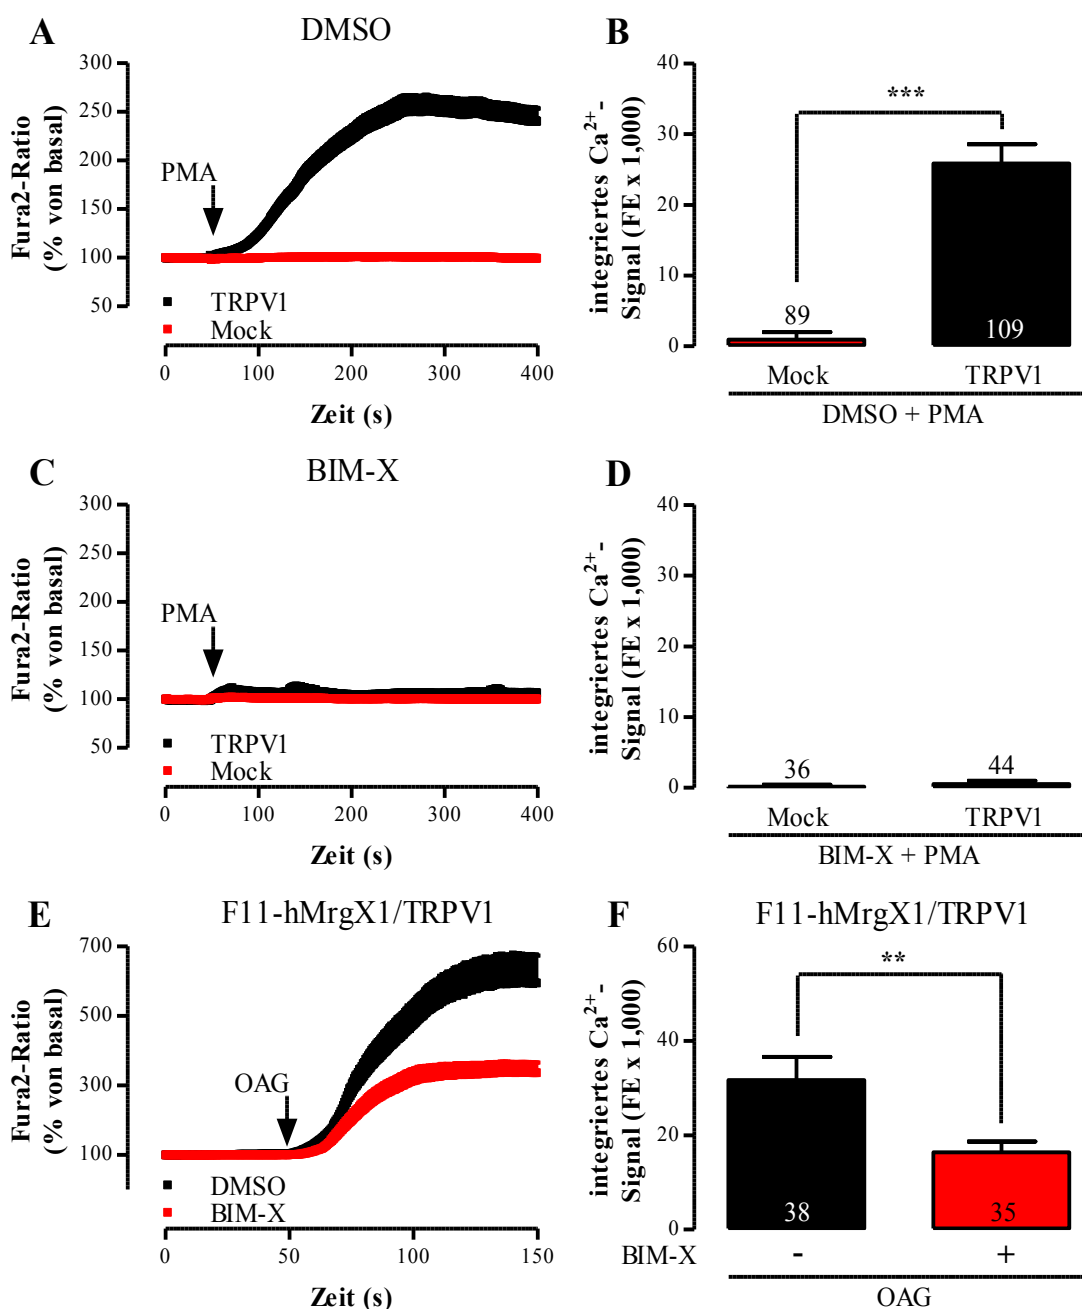 A
DMSO
Fura2-Ratio
(% von basal)
300
250
200
150
100
50
PMA
TRPV1
Mock
0
100
200
300
400
Zeit (s)
B
integriertes Ca²⁺-
Signal (FE x 1,000)
40
30
20
10
0
***
89
109
Mock
TRPV1
DMSO + PMA
C
BIM-X
Fura2-Ratio
(% von basal)
300
250
200
150
100
50
PMA
TRPV1
Mock
0
100
200
300
400
Zeit (s)
D
integriertes Ca²⁺-
Signal (FE x 1,000)
40
30
20
10
0
36
44
Mock
TRPV1
BIM-X + PMA
E
F11-hMrgX1/TRPV1
Fura2-Ratio
(% von basal)
700
500
300
100
OAG
DMSO
BIM-X
0
50
100
150
Zeit (s)
F
F11-hMrgX1/TRPV1
integriertes Ca²⁺-
Signal (FE x 1,000)
60
40
20
0
**
38
35
BIM-X
-
+
OAG